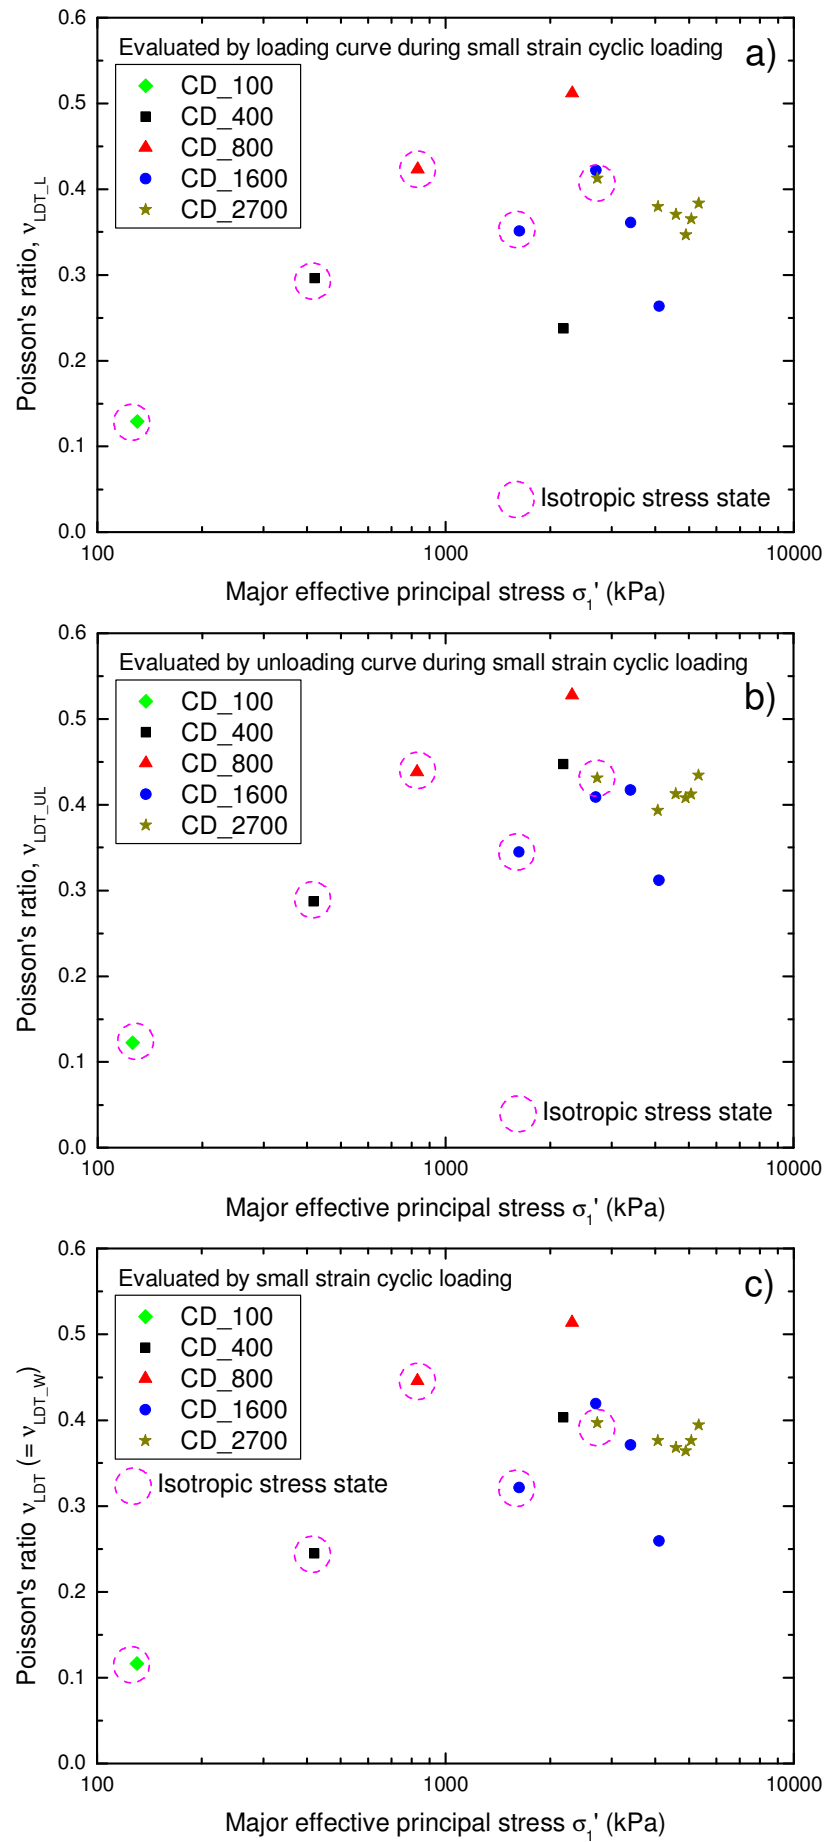 0.6
Evaluated by loading curve during small strain cyclic loading
a)
CD_100
CD_400
CD_800
CD_1600
CD_2700
0.5
0.4
0.3
0.2
0.1
0.0
Poisson's ratio, ν_LDT_L
Isotropic stress state
100
1000
10000
Major effective principal stress σ₁' (kPa)
0.6
Evaluated by unloading curve during small strain cyclic loading
b)
CD_100
CD_400
CD_800
CD_1600
CD_2700
0.5
0.4
0.3
0.2
0.1
0.0
Poisson's ratio, ν_LDT_UL
Isotropic stress state
100
1000
10000
Major effective principal stress σ₁' (kPa)
0.6
Evaluated by small strain cyclic loading
c)
CD_100
CD_400
CD_800
CD_1600
CD_2700
Isotropic stress state
0.5
0.4
0.3
0.2
0.1
0.0
Poisson's ratio ν_LDT (= ν_LDT_W)
100
1000
10000
Major effective principal stress σ₁' (kPa)